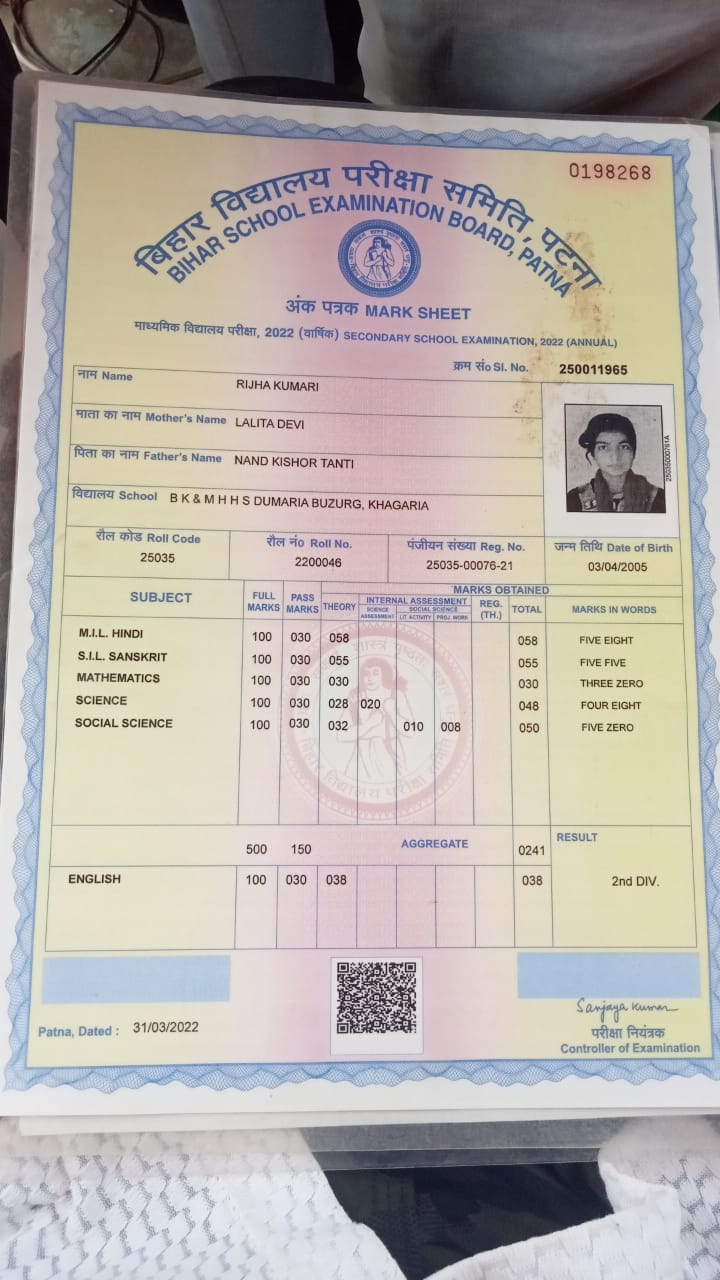 0198268
बिहार विद्यालय परीक्षा समिति, पटना
BIHAR SCHOOL EXAMINATION BOARD, PATNA
अंक पत्रक MARK SHEET
माध्यमिक विद्यालय परीक्षा, 2022 (वार्षिक) SECONDARY SCHOOL EXAMINATION, 2022 (ANNUAL)
क्रम सं० Sl. No. 250011965
नाम Name RIJHA KUMARI
माता का नाम Mother's Name LALITA DEVI
पिता का नाम Father's Name NAND KISHOR TANTI
विद्यालय School B K & M H H S DUMARIA BUZURG, KHAGARIA
रौल कोड Roll Code रौल नं० Roll No. पंजीयन संख्या Reg. No. जन्म तिथि Date of Birth
25035 2200046 25035-00076-21 03/04/2005
MARKS OBTAINED
SUBJECT FULL MARKS PASS MARKS THEORY INTERNAL ASSESSMENT REG. (TH.) TOTAL MARKS IN WORDS
SCIENCE ASSESSMENT SOCIAL SCIENCE LIT ACTIVITY PROJ. WORK
M.I.L. HINDI 100 030 058 058 FIVE EIGHT
S.I.L. SANSKRIT 100 030 055 055 FIVE FIVE
MATHEMATICS 100 030 030 030 THREE ZERO
SCIENCE 100 030 028 020 048 FOUR EIGHT
SOCIAL SCIENCE 100 030 032 010 008 050 FIVE ZERO
500 150 AGGREGATE 0241 RESULT
ENGLISH 100 030 038 038 2nd DIV.
Patna, Dated : 31/03/2022
Sanjaya Kumar
परीक्षा नियंत्रक
Controller of Examination